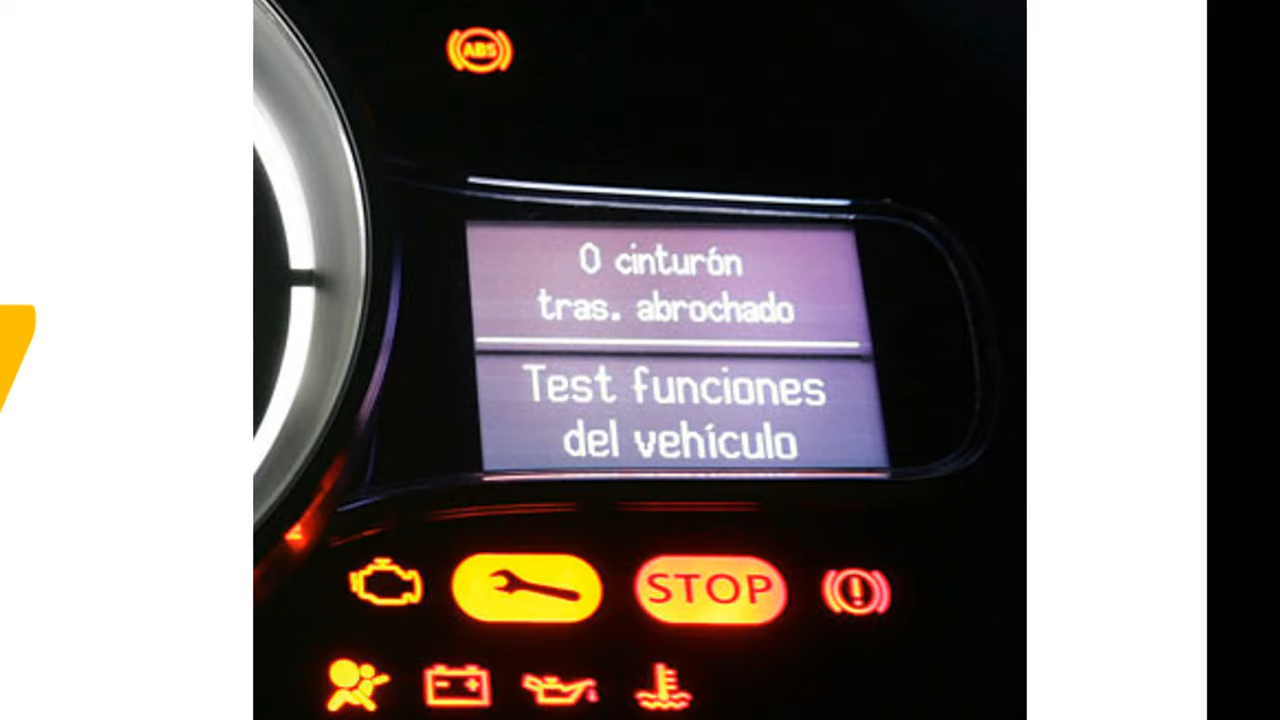 ABS
0 cinturón
tras. abrochado
Test funciones
del vehículo
STOP